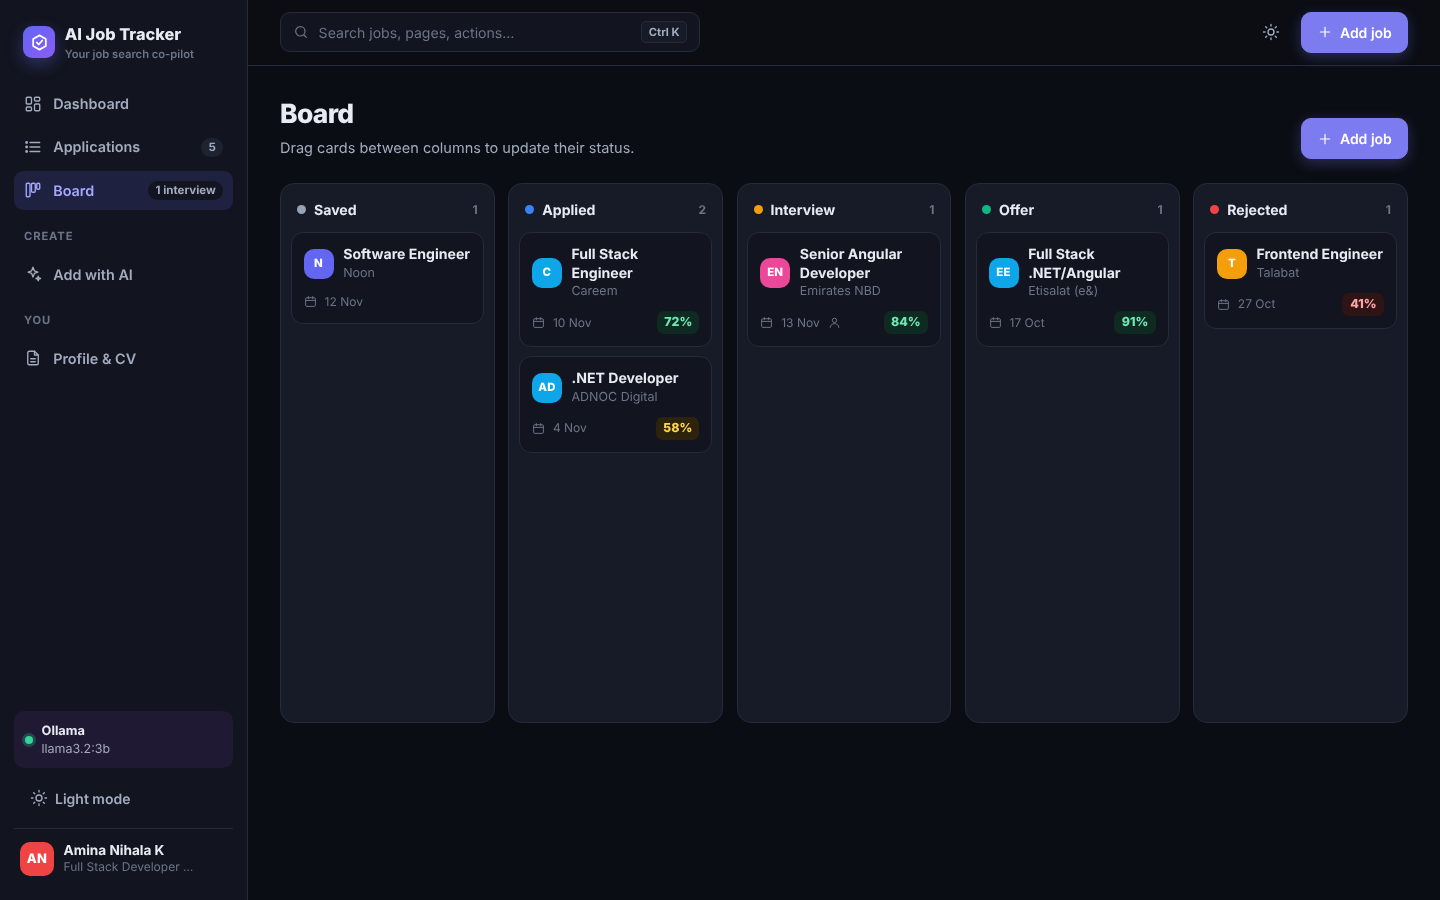 AI Job Tracker
Your job search co-pilot
Dashboard
Applications 5
Board 1 interview
CREATE
Add with AI
YOU
Profile & CV
Ollama
llama3.2:3b
Light mode
AN
Amina Nihala K
Full Stack Developer ...
Search jobs, pages, actions... Ctrl K
Add job
Board
Drag cards between columns to update their status.
Add job
Saved 1
N
Software Engineer
Noon
12 Nov
Applied 2
C
Full Stack
Engineer
Careem
10 Nov 72%
AD
.NET Developer
ADNOC Digital
4 Nov 58%
Interview 1
EN
Senior Angular
Developer
Emirates NBD
13 Nov 84%
Offer 1
EE
Full Stack
.NET/Angular
Etisalat (e&)
17 Oct 91%
Rejected 1
T
Frontend Engineer
Talabat
27 Oct 41%